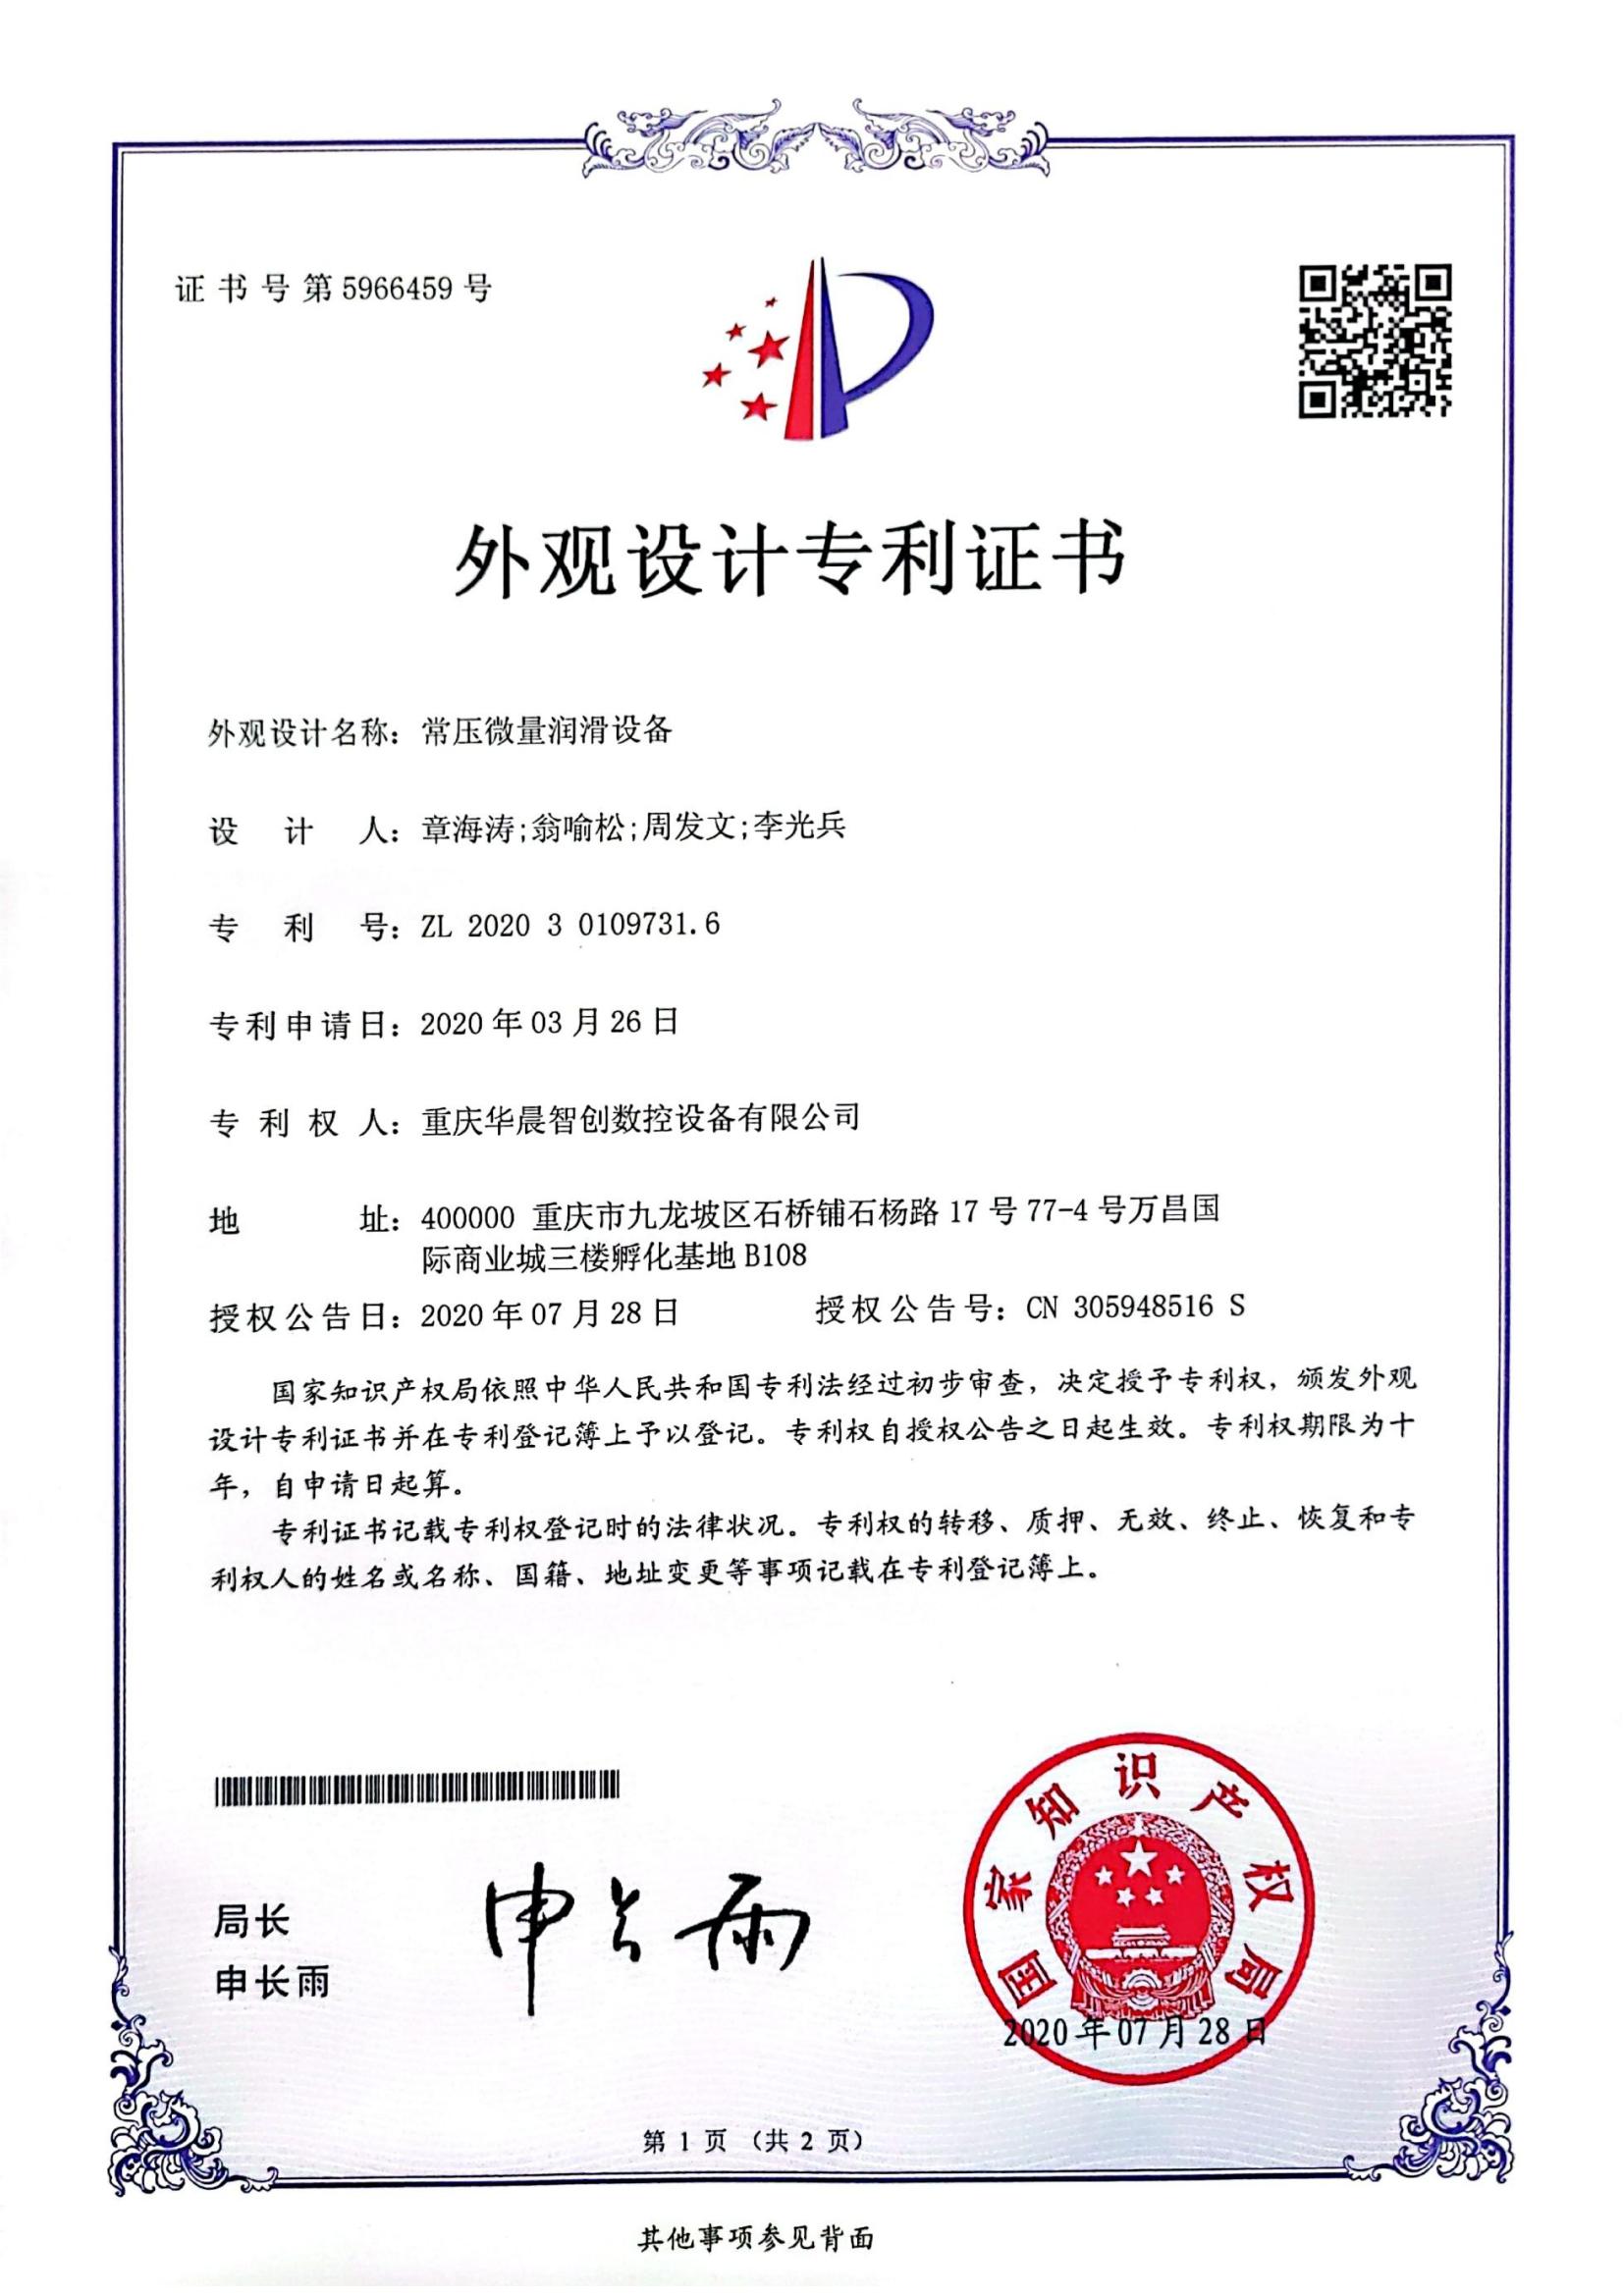 证书号第5966459号
外观设计专利证书
外观设计名称：常压微量润滑设备
设计人：章海涛;翁喻松;周发文;李光兵
专利号：ZL 2020 3 0109731.6
专利申请日：2020年03月26日
专利权人：重庆华晨智创数控设备有限公司
地址：400000 重庆市九龙坡区石桥铺石杨路17号77-4号万昌国
际商业城三楼孵化基地B108
授权公告日：2020年07月28日 授权公告号：CN 305948516 S
国家知识产权局依照中华人民共和国专利法经过初步审查，决定授予专利权，颁发外观
设计专利证书并在专利登记簿上予以登记。专利权自授权公告之日起生效。专利权期限为十
年，自申请日起算。
专利证书记载专利权登记时的法律状况。专利权的转移、质押、无效、终止、恢复和专
利权人的姓名或名称、国籍、地址变更等事项记载在专利登记簿上。
局长
申长雨
申长雨
国家知识产权局
2020年07月28日
第 1 页 （共 2 页）
其他事项参见背面